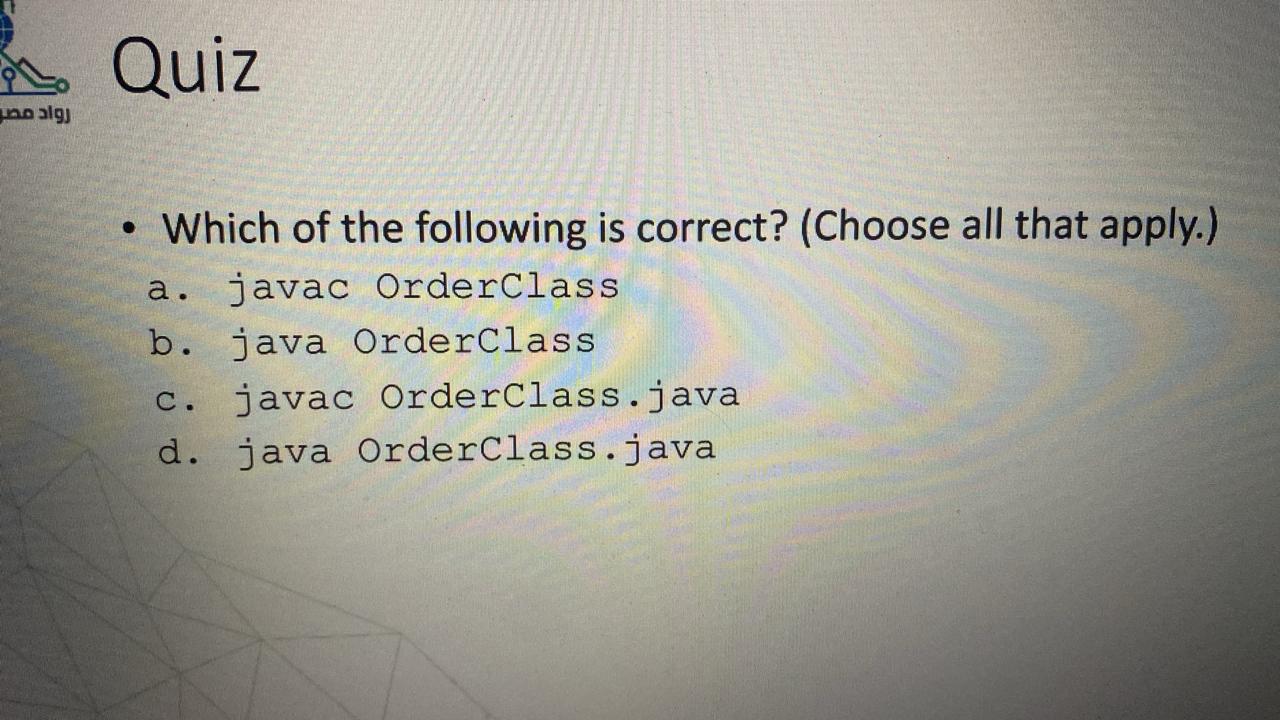 Quiz
رواد مصر
• Which of the following is correct? (Choose all that apply.)
a. javac OrderClass
b. java OrderClass
c. javac OrderClass.java
d. java OrderClass.java